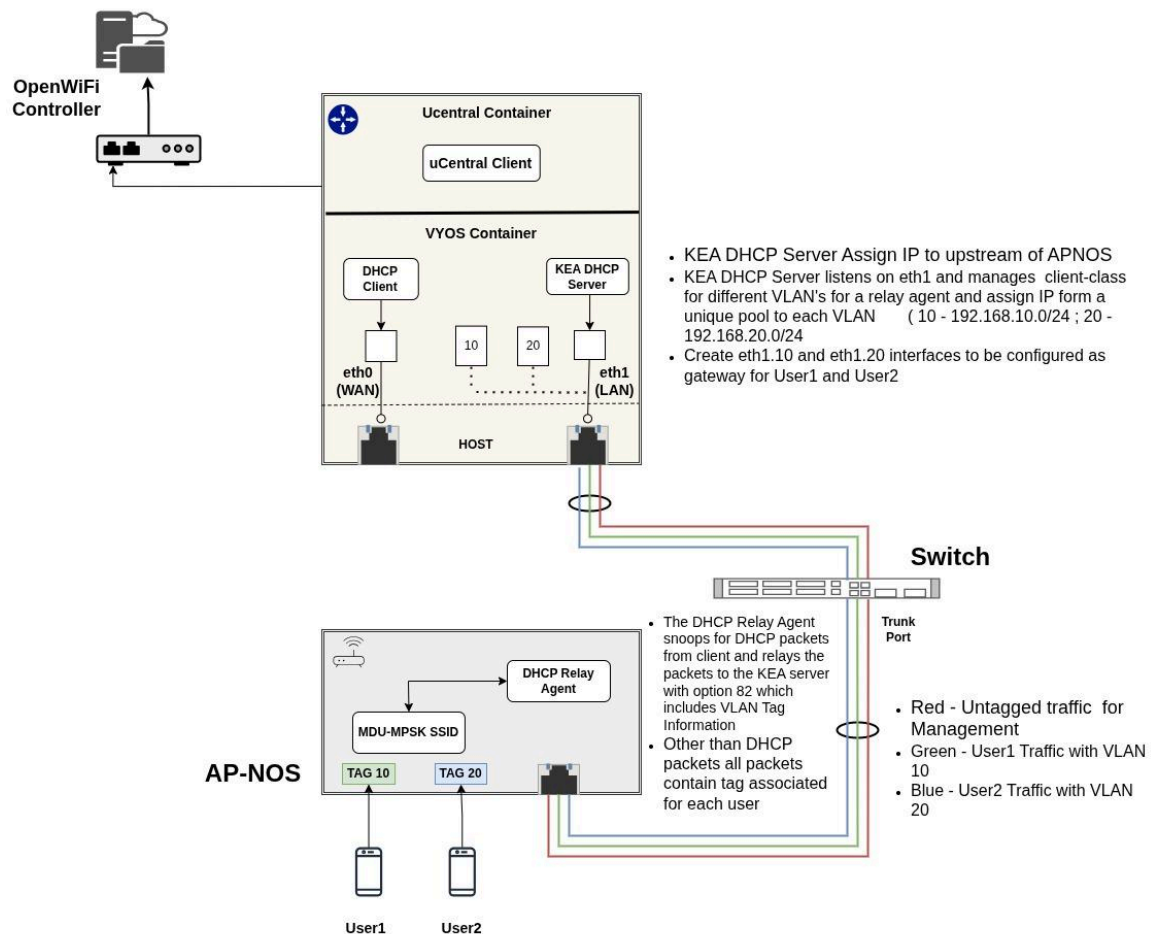 OpenWiFi
Controller
Ucentral Container
uCentral Client
VYOS Container
DHCP
Client
KEA DHCP
Server
10
20
eth0
(WAN)
eth1
(LAN)
HOST
• KEA DHCP Server Assign IP to upstream of APNOS
• KEA DHCP Server listens on eth1 and manages client-class
for different VLAN's for a relay agent and assign IP form a
unique pool to each VLAN ( 10 - 192.168.10.0/24 ; 20 -
192.168.20.0/24
• Create eth1.10 and eth1.20 interfaces to be configured as
gateway for User1 and User2
Switch
Trunk
Port
• The DHCP Relay Agent
snoops for DHCP packets
from client and relays the
packets to the KEA server
with option 82 which
includes VLAN Tag
Information
• Other than DHCP
packets all packets
contain tag associated
for each user
• Red - Untagged traffic for
Management
• Green - User1 Traffic with VLAN
10
• Blue - User2 Traffic with VLAN
20
AP-NOS
DHCP Relay
Agent
MDU-MPSK SSID
TAG 10
TAG 20
User1
User2